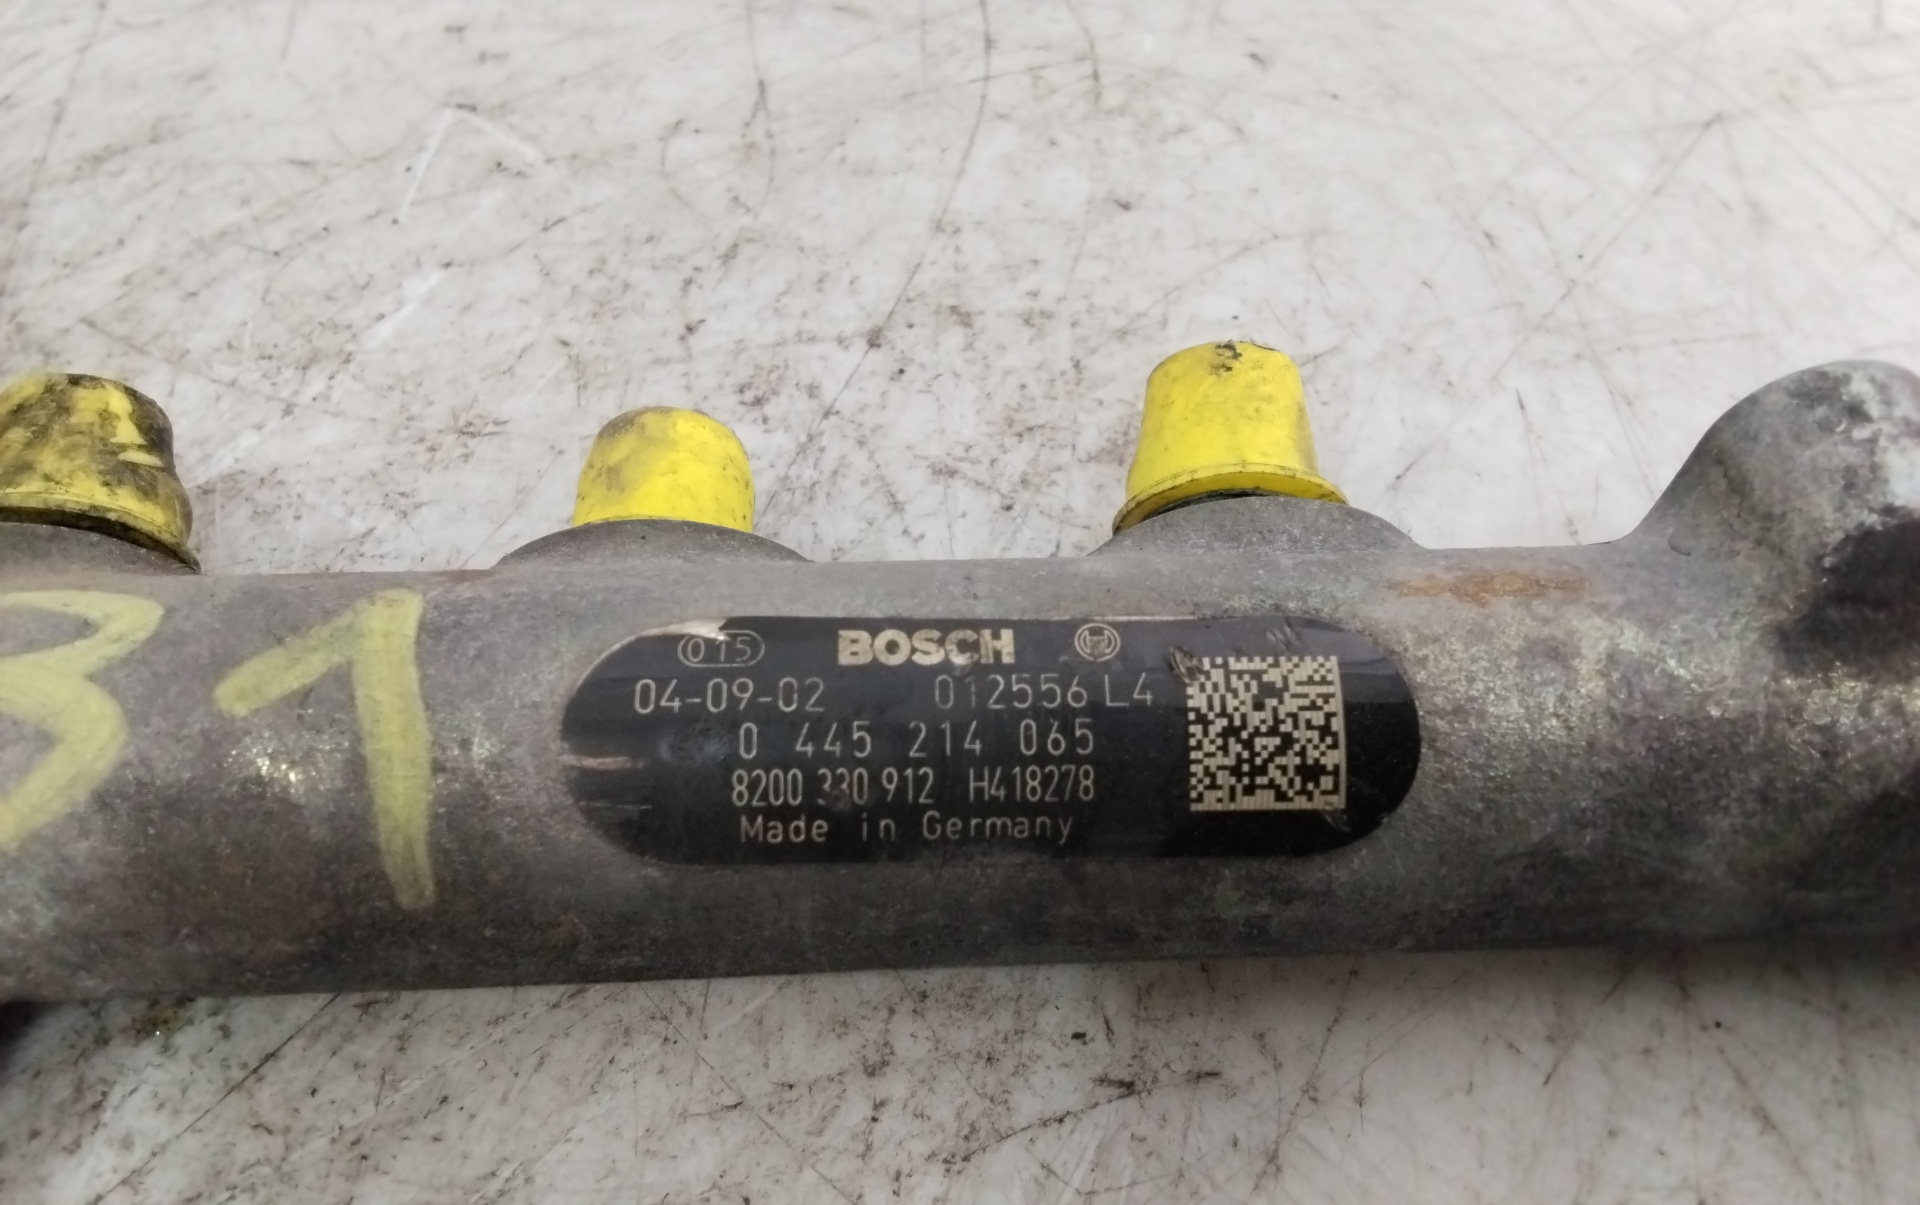 31
015 BOSCH
04-09-02 012556 L4
0 445 214 065
8200 330 912 H418278
Made in Germany